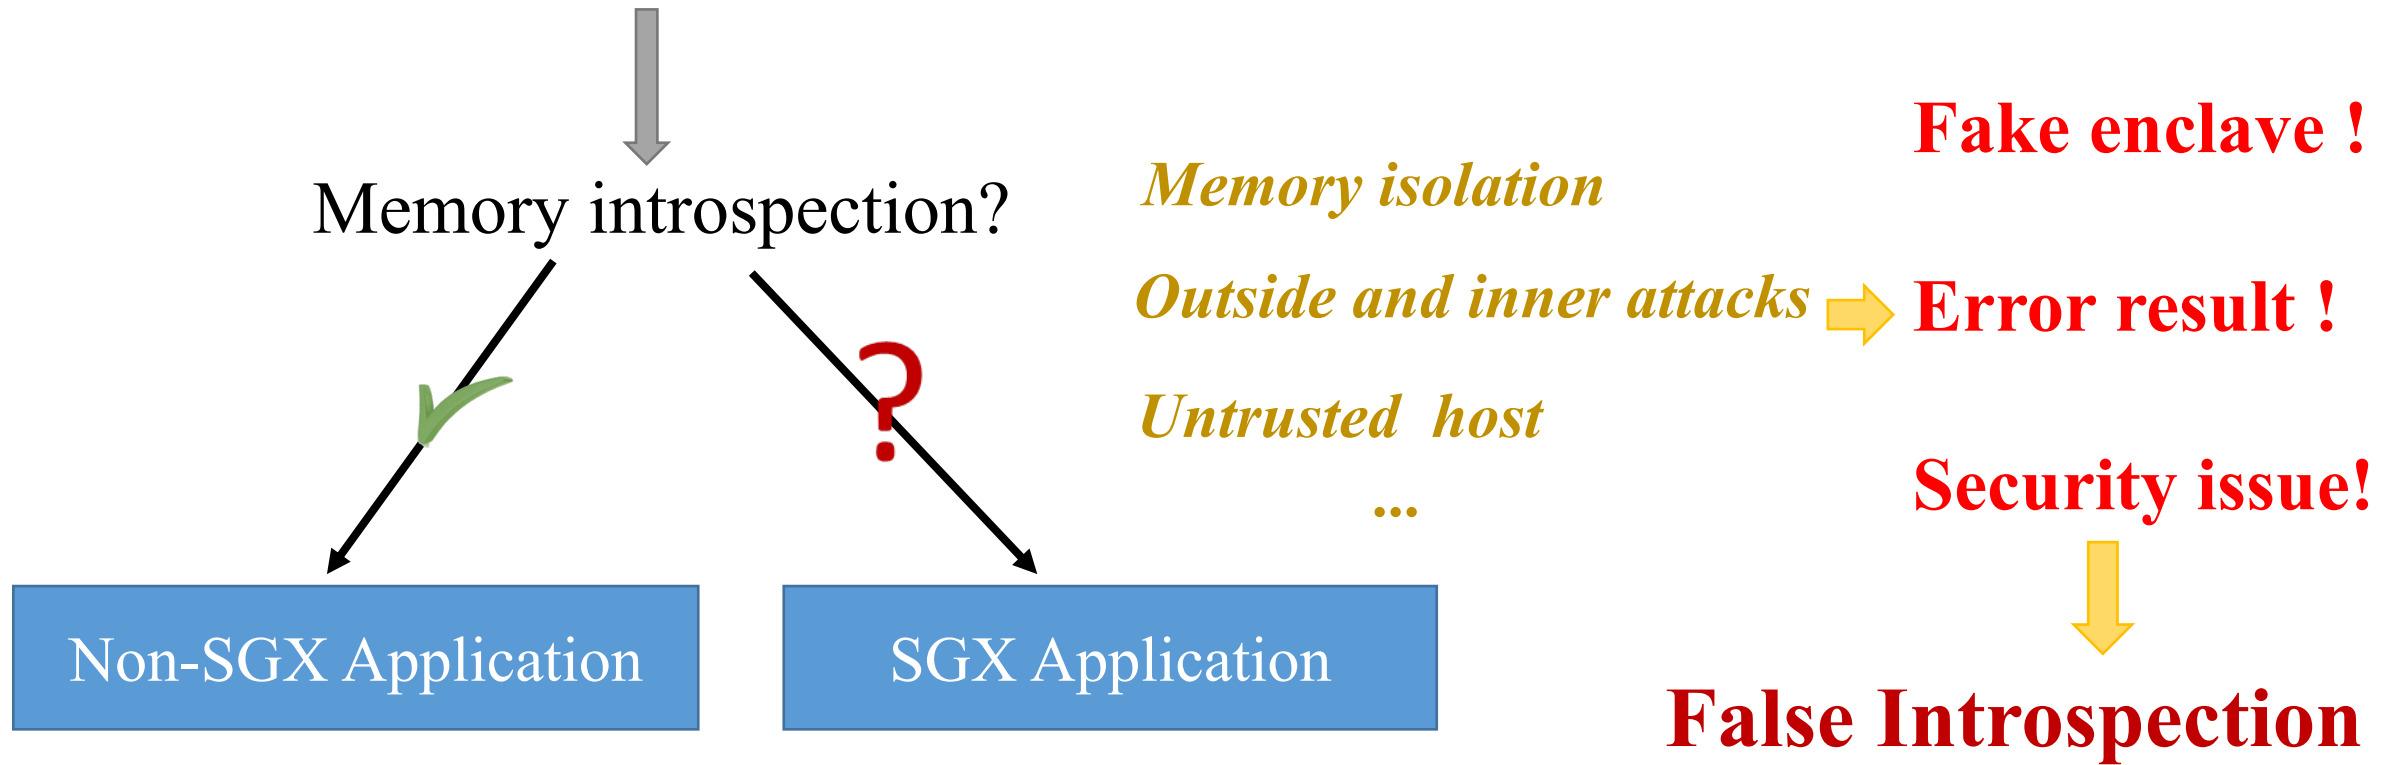 Memory introspection?
?
Non-SGX Application
SGX Application
Memory isolation
Outside and inner attacks
Untrusted host
...
Fake enclave !
Error result !
Security issue!
False Introspection